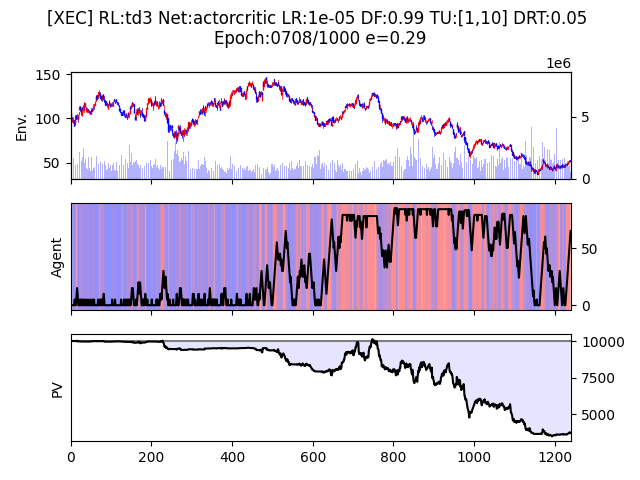 [XEC] RL:td3 Net:actorcritic LR:1e-05 DF:0.99 TU:[1,10] DRT:0.05
Epoch:0708/1000 e=0.29
1e6
150
100
50
Env.
5
0
Agent
50
0
PV
10000
7500
5000
0 200 400 600 800 1000 1200